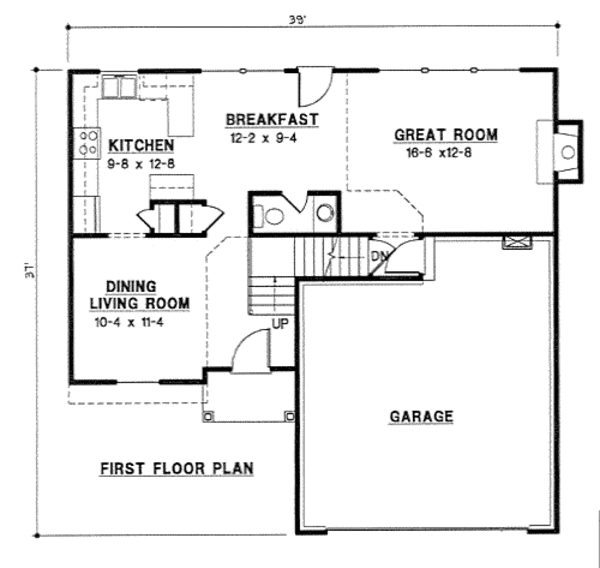 39'
37'
KITCHEN
9-8 x 12-8
BREAKFAST
12-2 x 9-4
GREAT ROOM
16-6 x12-8
DINING
LIVING ROOM
10-4 x 11-4
DN
UP
GARAGE
FIRST FLOOR PLAN